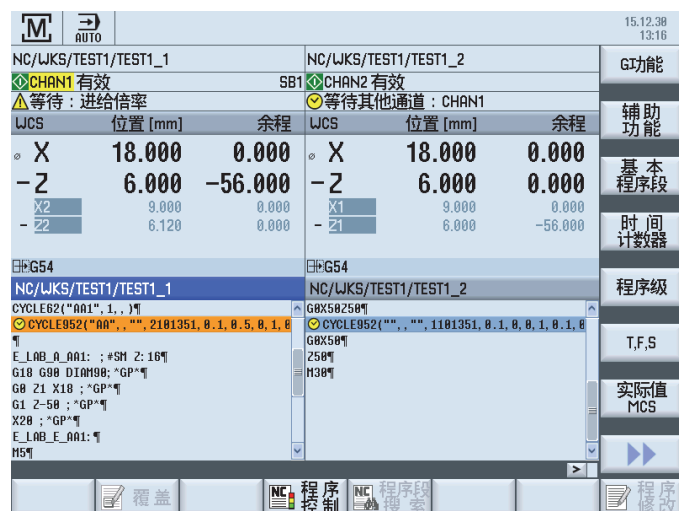 M AUTO
15.12.30
13:16
NC/WKS/TEST1/TEST1_1
NC/WKS/TEST1/TEST1_2
GI功能
CHAN1 有效 SB1
CHAN2 有效
等待：进给倍率
等待其他通道：CHAN1
辅助
功能
WCS 位置 [mm] 余程
WCS 位置 [mm] 余程
X 18.000 0.000
X 18.000 0.000
基本
程序段
-Z 6.000 -56.000
-Z 6.000 0.000
X2 9.000 0.000
X1 9.000 0.000
- Z2 6.120 0.000
- Z1 6.000 -56.000
时间
计数器
G54
G54
NC/WKS/TEST1/TEST1_1
NC/WKS/TEST1/TEST1_2
程序级
CYCLE62("AA1",1,,)¶
CYCLE952("AA",,"",2101351,0.1,0.5,0,1,0
¶
E_LAB_A_AA1: ;#SM Z:16¶
G18 G90 DIAM90;*GP*¶
G0 Z1 X18 ;*GP*¶
G1 Z-50 ;*GP*¶
X20 ;*GP*¶
E_LAB_E_AA1:¶
M5¶
G0X50Z50¶
CYCLE952("",,"",1101351,0.1,0,0,1,0.1,0
G0X50¶
Z50¶
M30¶
T,F,S
实际值
MCS
覆盖
NC 程序
控制
NC 程序段
搜索
程序
修改